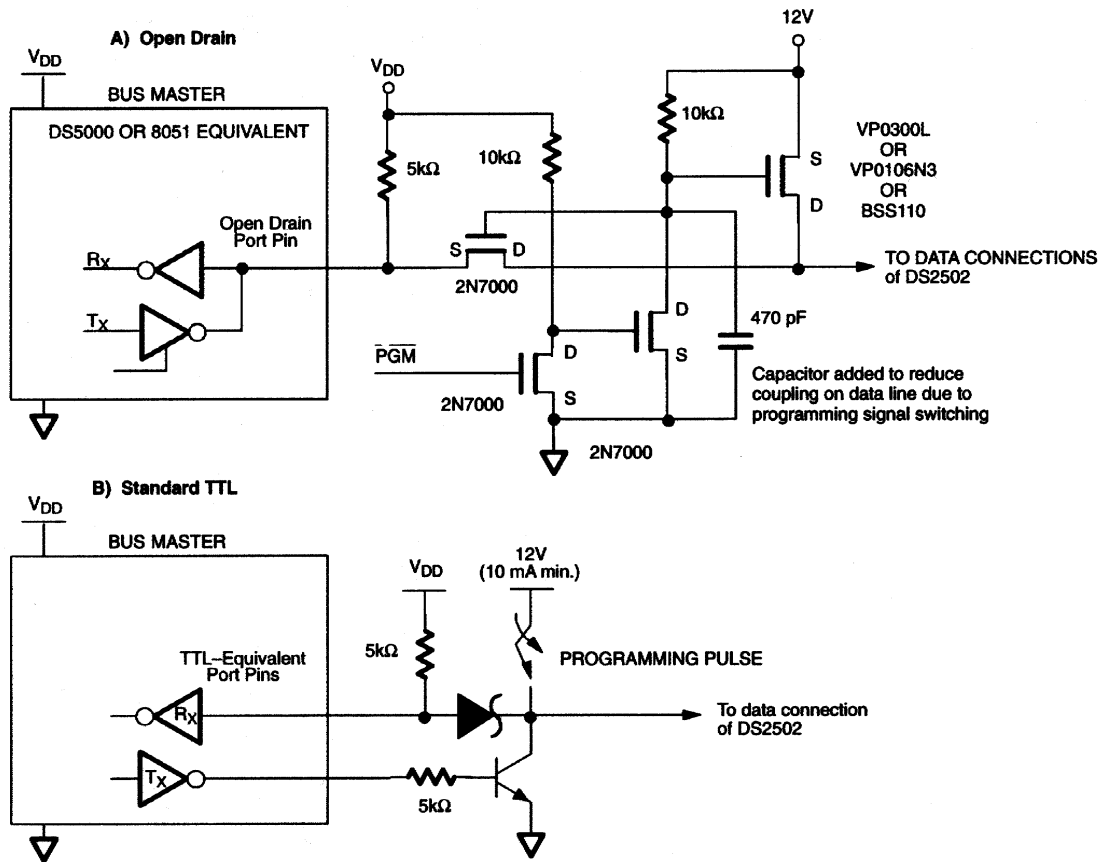 A) Open Drain
VDD
BUS MASTER
DS5000 OR 8051 EQUIVALENT
Open Drain
Port Pin
RX
TX
VDD
5kΩ
10kΩ
S
D
2N7000
PGM
D
S
2N7000
D
S
2N7000
12V
10kΩ
S
D
VP0300L
OR
VP0106N3
OR
BSS110
TO DATA CONNECTIONS
of DS2502
470 pF
Capacitor added to reduce
coupling on data line due to
programming signal switching
B) Standard TTL
VDD
BUS MASTER
TTL–Equivalent
Port Pins
RX
TX
VDD
5kΩ
5kΩ
12V
(10 mA min.)
PROGRAMMING PULSE
To data connection
of DS2502